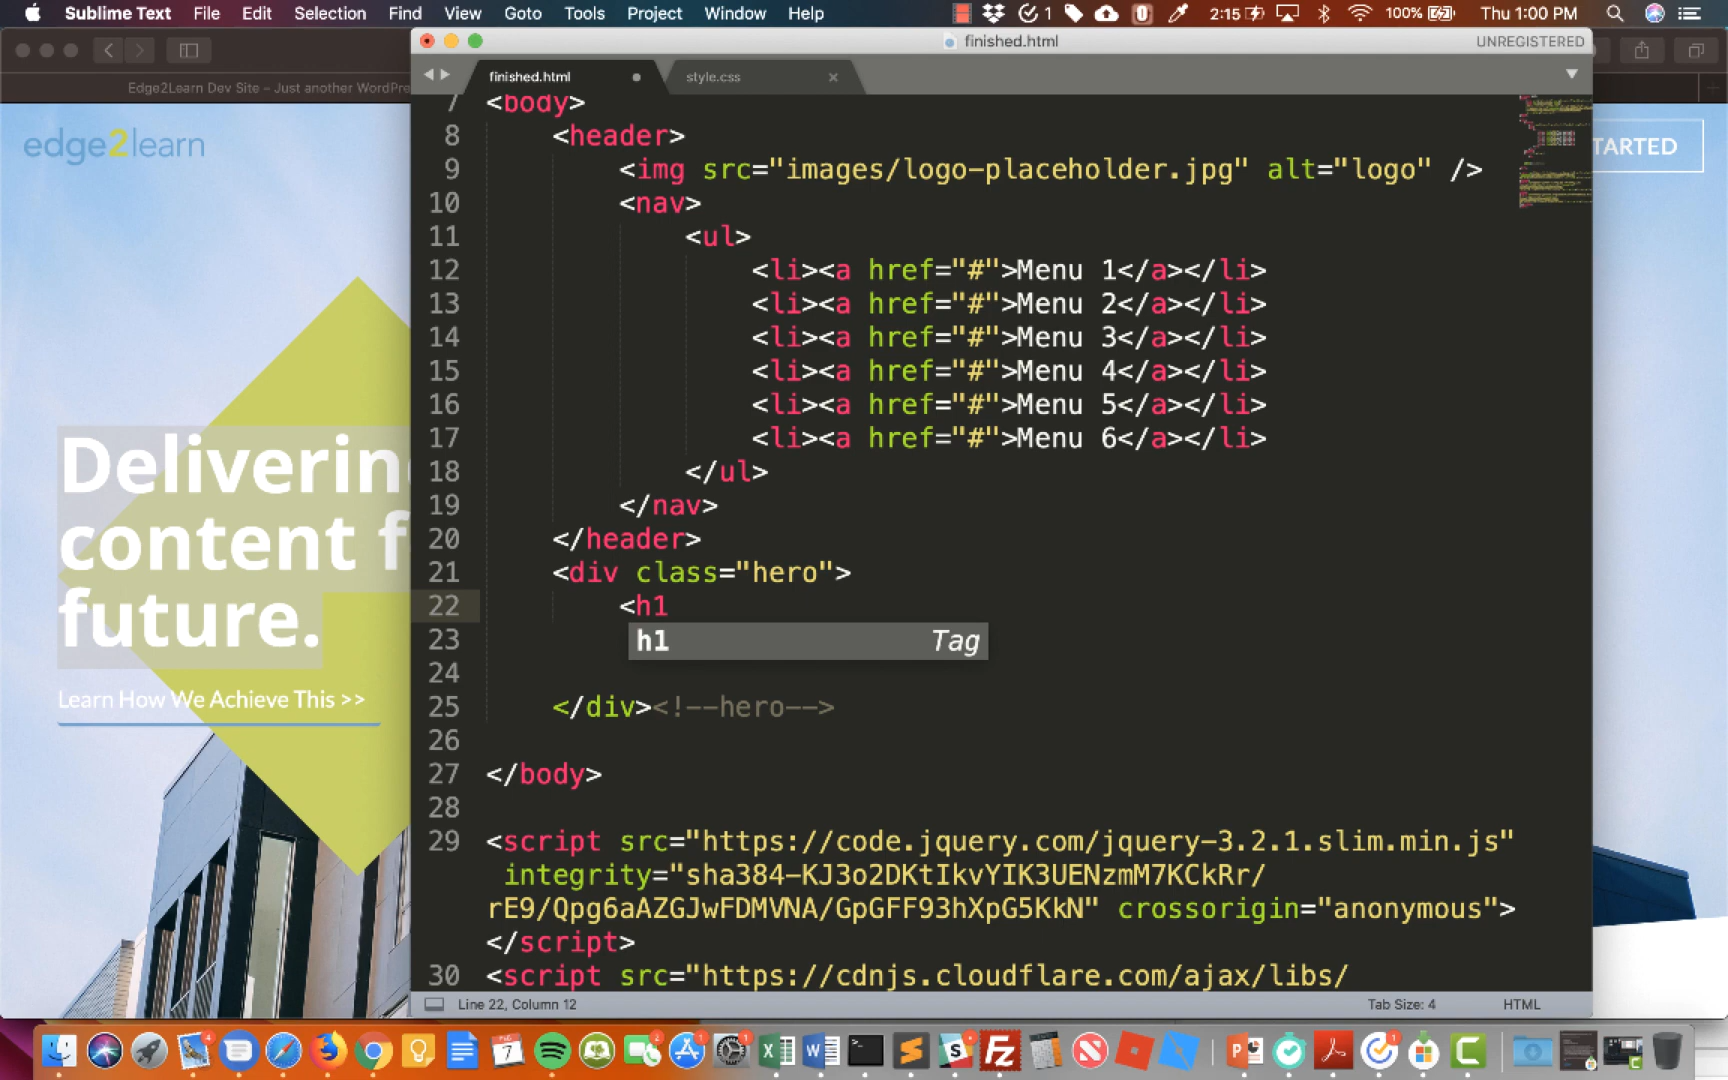 Sublime Text File Edit Selection Find View Goto Tools Project Window Help 1 2:15 100% Thu 1:00 PM
finished.html UNREGISTERED
finished.html style.css
Edge2Learn Dev Site – Just another WordPre
edge2learn
TARTED
Delivering
content f
future.
Learn How We Achieve This >>
7 <body>
8 <header>
9 <img src="images/logo-placeholder.jpg" alt="logo" />
10 <nav>
11 <ul>
12 <li><a href="#">Menu 1</a></li>
13 <li><a href="#">Menu 2</a></li>
14 <li><a href="#">Menu 3</a></li>
15 <li><a href="#">Menu 4</a></li>
16 <li><a href="#">Menu 5</a></li>
17 <li><a href="#">Menu 6</a></li>
18 </ul>
19 </nav>
20 </header>
21 <div class="hero">
22 <h1
23 h1 Tag
24
25 </div><!--hero-->
26
27 </body>
28
29 <script src="https://code.jquery.com/jquery-3.2.1.slim.min.js"
integrity="sha384-KJ3o2DKtIkvYIK3UENzmM7KCkRr/
rE9/Qpg6aAZGJwFDMVNA/GpGFF93hXpG5KkN" crossorigin="anonymous">
</script>
30 <script src="https://cdnjs.cloudflare.com/ajax/libs/
Line 22, Column 12 Tab Size: 4 HTML